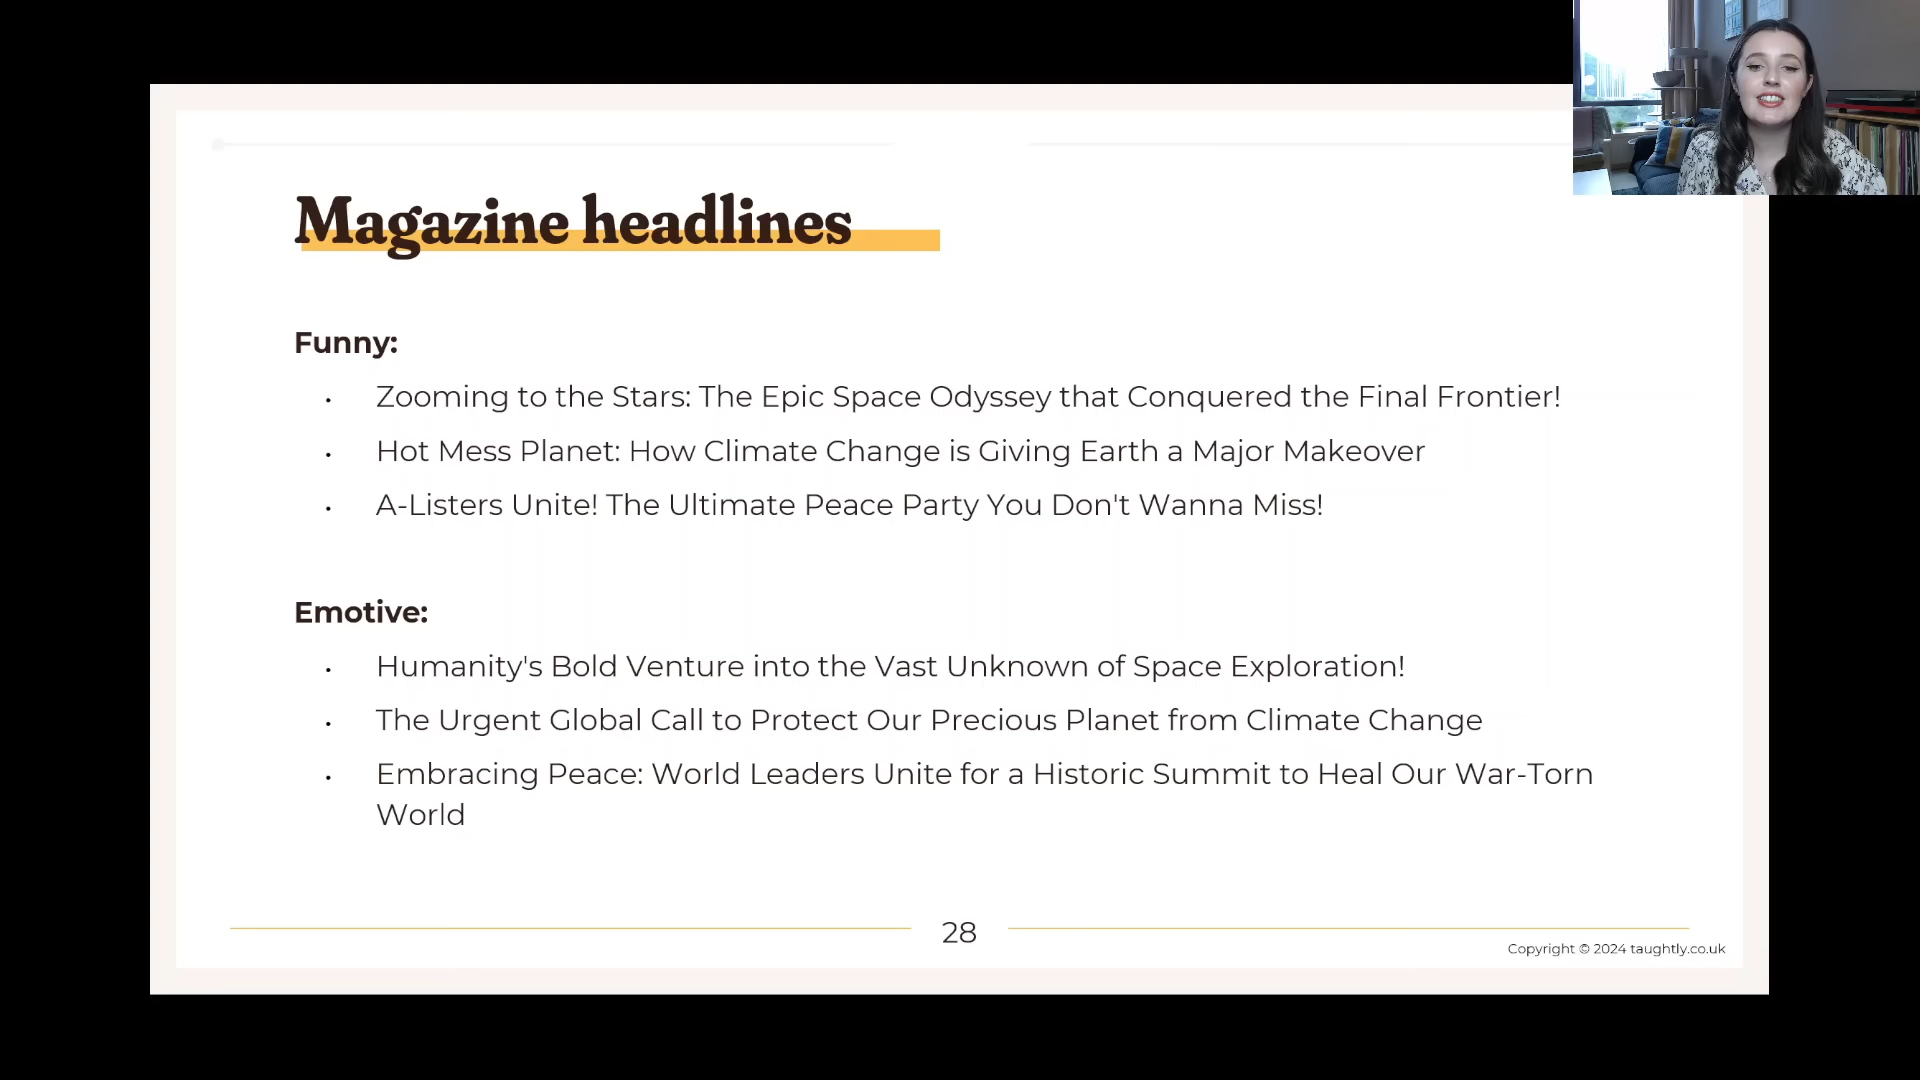 Magazine headlines
Funny:
• Zooming to the Stars: The Epic Space Odyssey that Conquered the Final Frontier!
• Hot Mess Planet: How Climate Change is Giving Earth a Major Makeover
• A-Listers Unite! The Ultimate Peace Party You Don't Wanna Miss!
Emotive:
• Humanity's Bold Venture into the Vast Unknown of Space Exploration!
• The Urgent Global Call to Protect Our Precious Planet from Climate Change
• Embracing Peace: World Leaders Unite for a Historic Summit to Heal Our War-Torn
World
28
Copyright © 2024 taughtly.co.uk